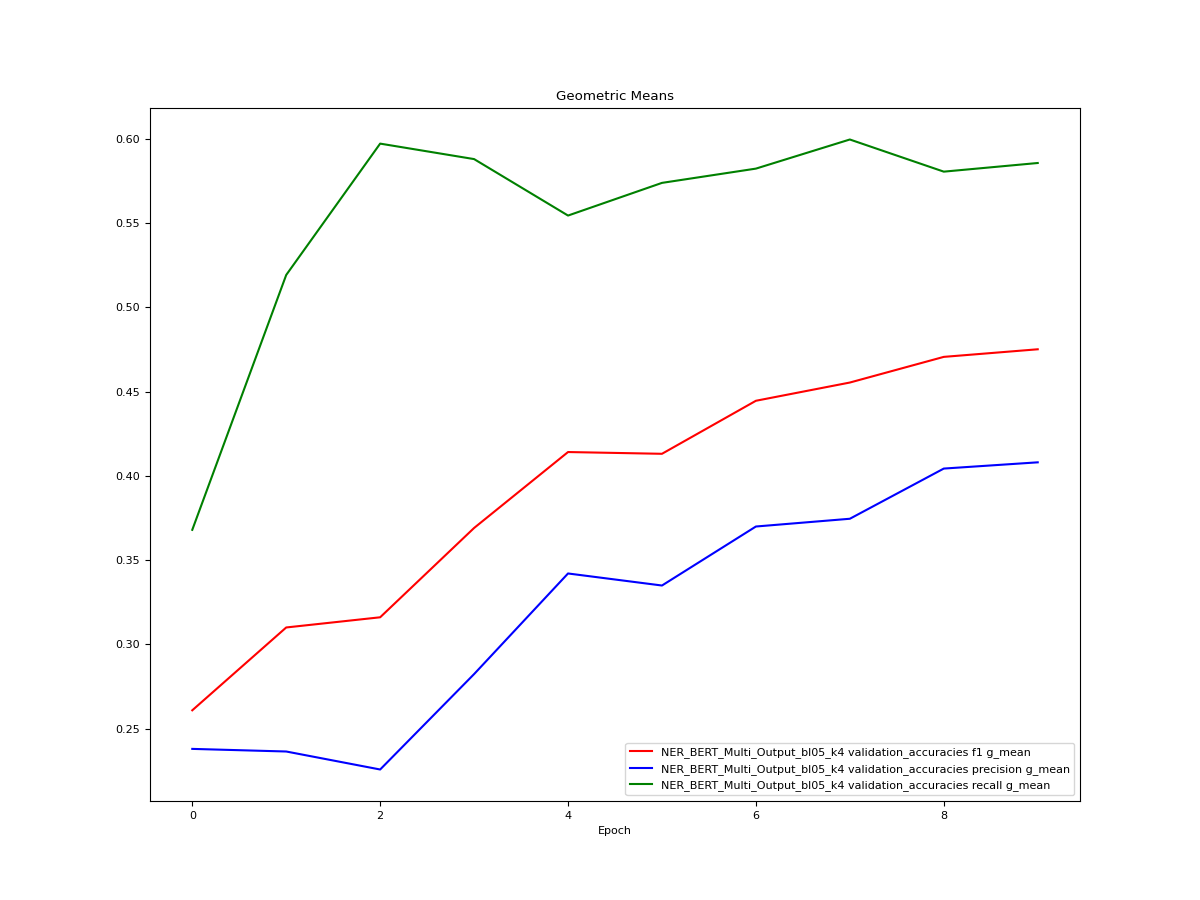 Geometric Means
0.60
0.55
0.50
0.45
0.40
0.35
0.30
0.25
NER_BERT_Multi_Output_bl05_k4 validation_accuracies f1 g_mean
NER_BERT_Multi_Output_bl05_k4 validation_accuracies precision g_mean
NER_BERT_Multi_Output_bl05_k4 validation_accuracies recall g_mean
0 2 4 6 8
Epoch